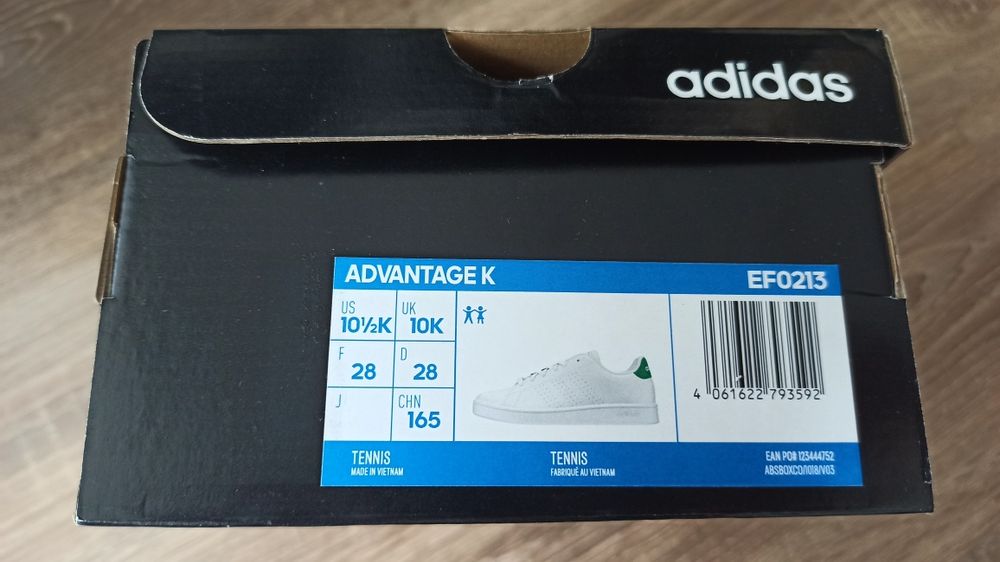 adidas
ADVANTAGE K EF0213
US 10½K UK 10K
F 28 D 28
J CHN 165
4 061622 793592
TENNIS
MADE IN VIETNAM
TENNIS
FABRIQUÉ AU VIETNAM
EAN PO# 123444752
ABSBOXCO/1018/V03